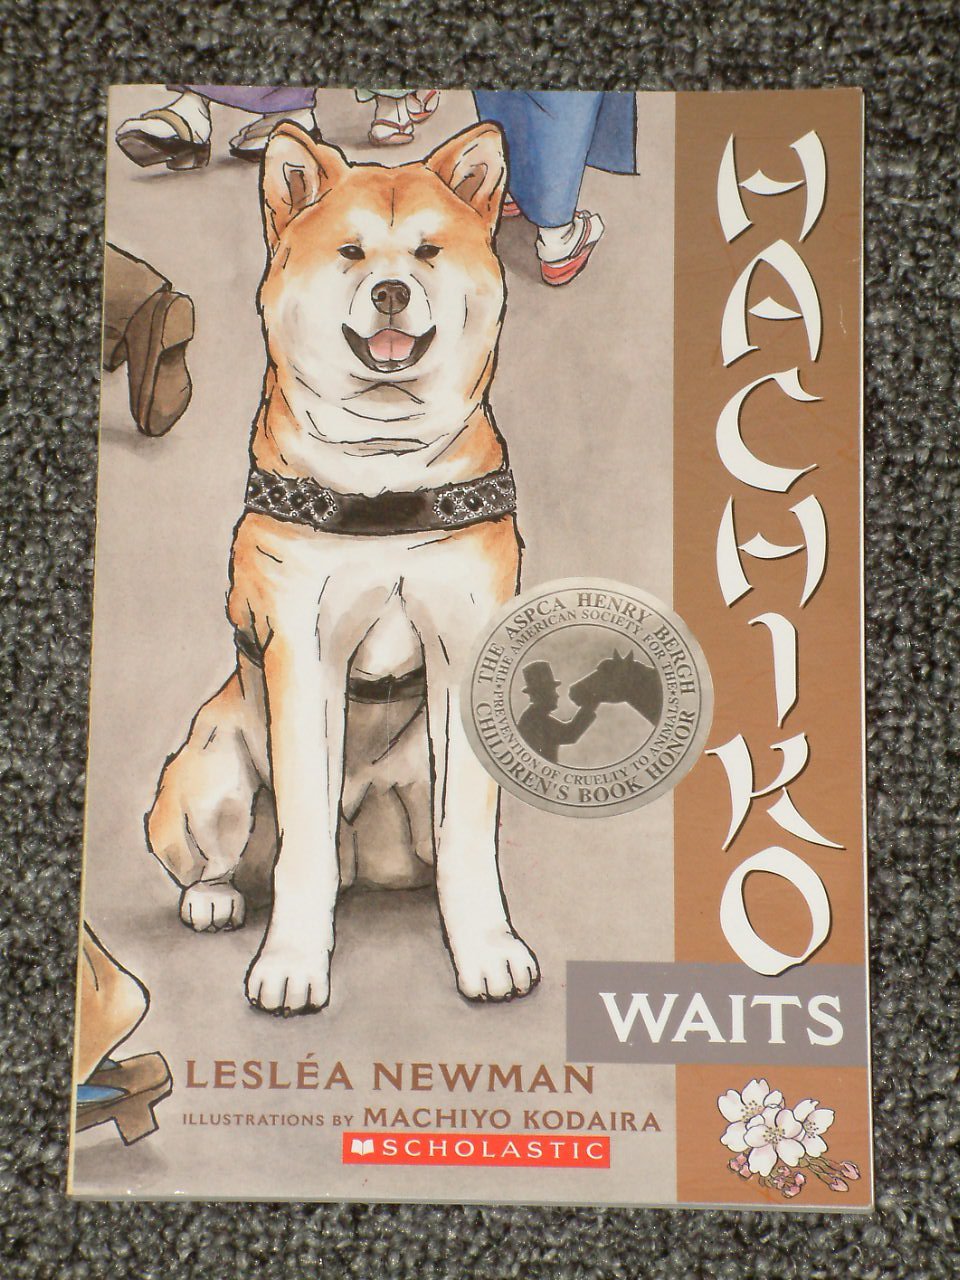 HACHIKO
WAITS
THE ASPCA HENRY BERGH
CHILDREN'S BOOK HONOR
THE AMERICAN SOCIETY FOR THE
PREVENTION OF CRUELTY TO ANIMALS
LESLÉA NEWMAN
ILLUSTRATIONS BY MACHIYO KODAIRA
SCHOLASTIC